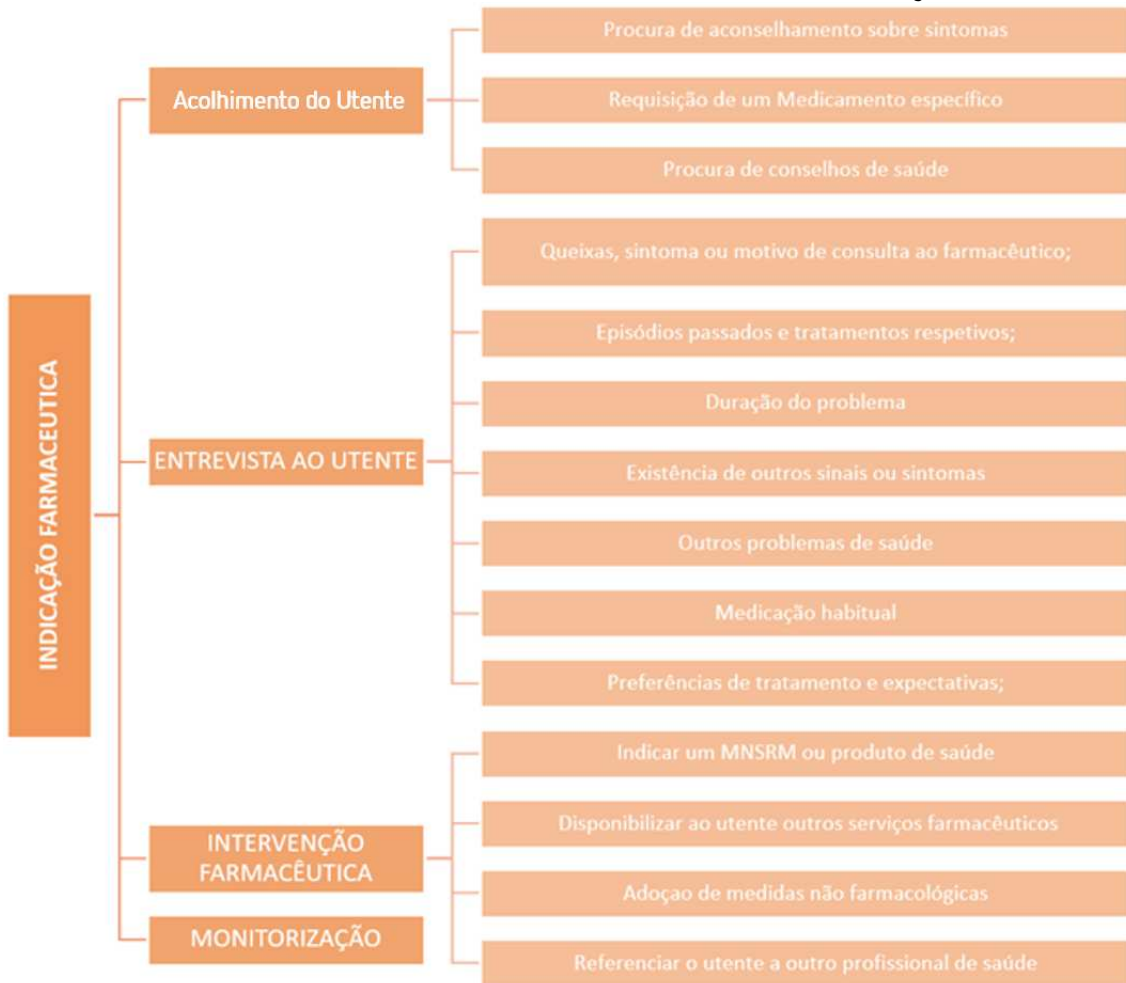 INDICAÇÃO FARMACEUTICA
Acolhimento do Utente
Procura de aconselhamento sobre sintomas
Requisição de um Medicamento específico
Procura de conselhos de saúde
ENTREVISTA AO UTENTE
Queixas, sintoma ou motivo de consulta ao farmacêutico;
Episódios passados e tratamentos respetivos;
Duração do problema
Existência de outros sinais ou sintomas
Outros problemas de saúde
Medicação habitual
Preferências de tratamento e expectativas;
INTERVENÇÃO
FARMACÊUTICA
Indicar um MNSRM ou produto de saúde
Disponibilizar ao utente outros serviços farmacêuticos
Adoçao de medidas não farmacológicas
Referenciar o utente a outro profissional de saúde
MONITORIZAÇÃO